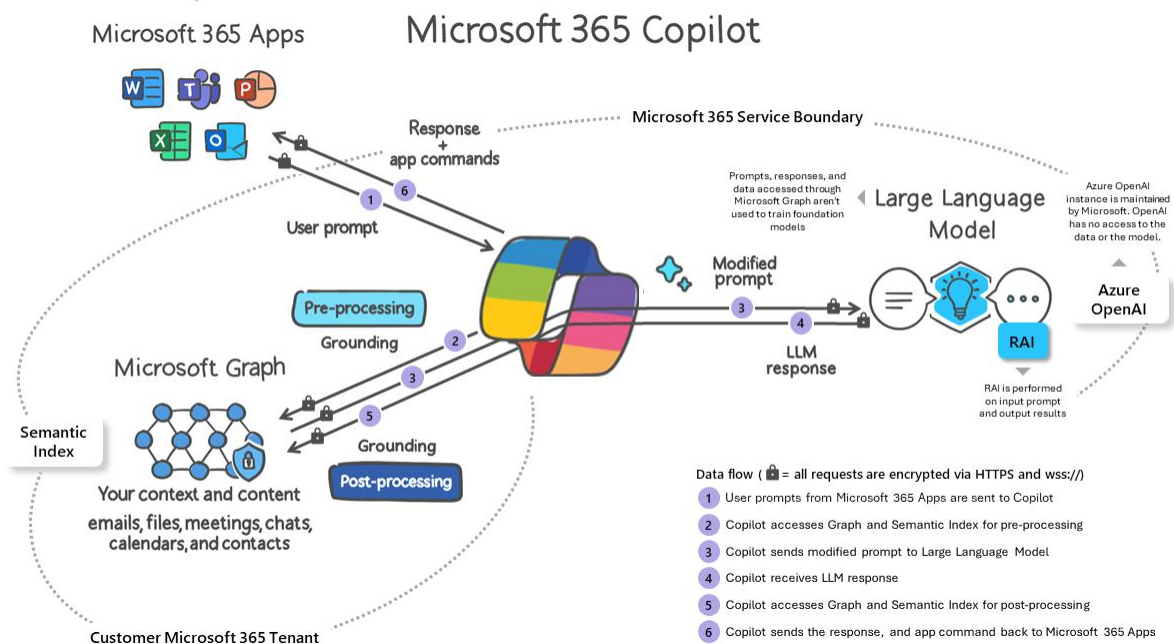 Microsoft 365 Apps
Microsoft 365 Copilot
W
T
P
X
O
Microsoft 365 Service Boundary
Response
+
app commands
6
1
User prompt
Prompts, responses, and
data accessed through
Microsoft Graph aren't
used to train foundation
models
Large Language
Model
Azure OpenAI
instance is maintained
by Microsoft. OpenAI
has no access to the
data or the model.
Modified
prompt
3
4
LLM
response
Azure
OpenAI
RAI
RAI is performed
on input prompt
and output results
Pre-processing
Grounding
2
3
5
Microsoft Graph
Semantic
Index
Grounding
Post-processing
Your context and content
emails, files, meetings, chats,
calendars, and contacts
Customer Microsoft 365 Tenant
Data flow ( = all requests are encrypted via HTTPS and wss://)
1 User prompts from Microsoft 365 Apps are sent to Copilot
2 Copilot accesses Graph and Semantic Index for pre-processing
3 Copilot sends modified prompt to Large Language Model
4 Copilot receives LLM response
5 Copilot accesses Graph and Semantic Index for post-processing
6 Copilot sends the response, and app command back to Microsoft 365 Apps